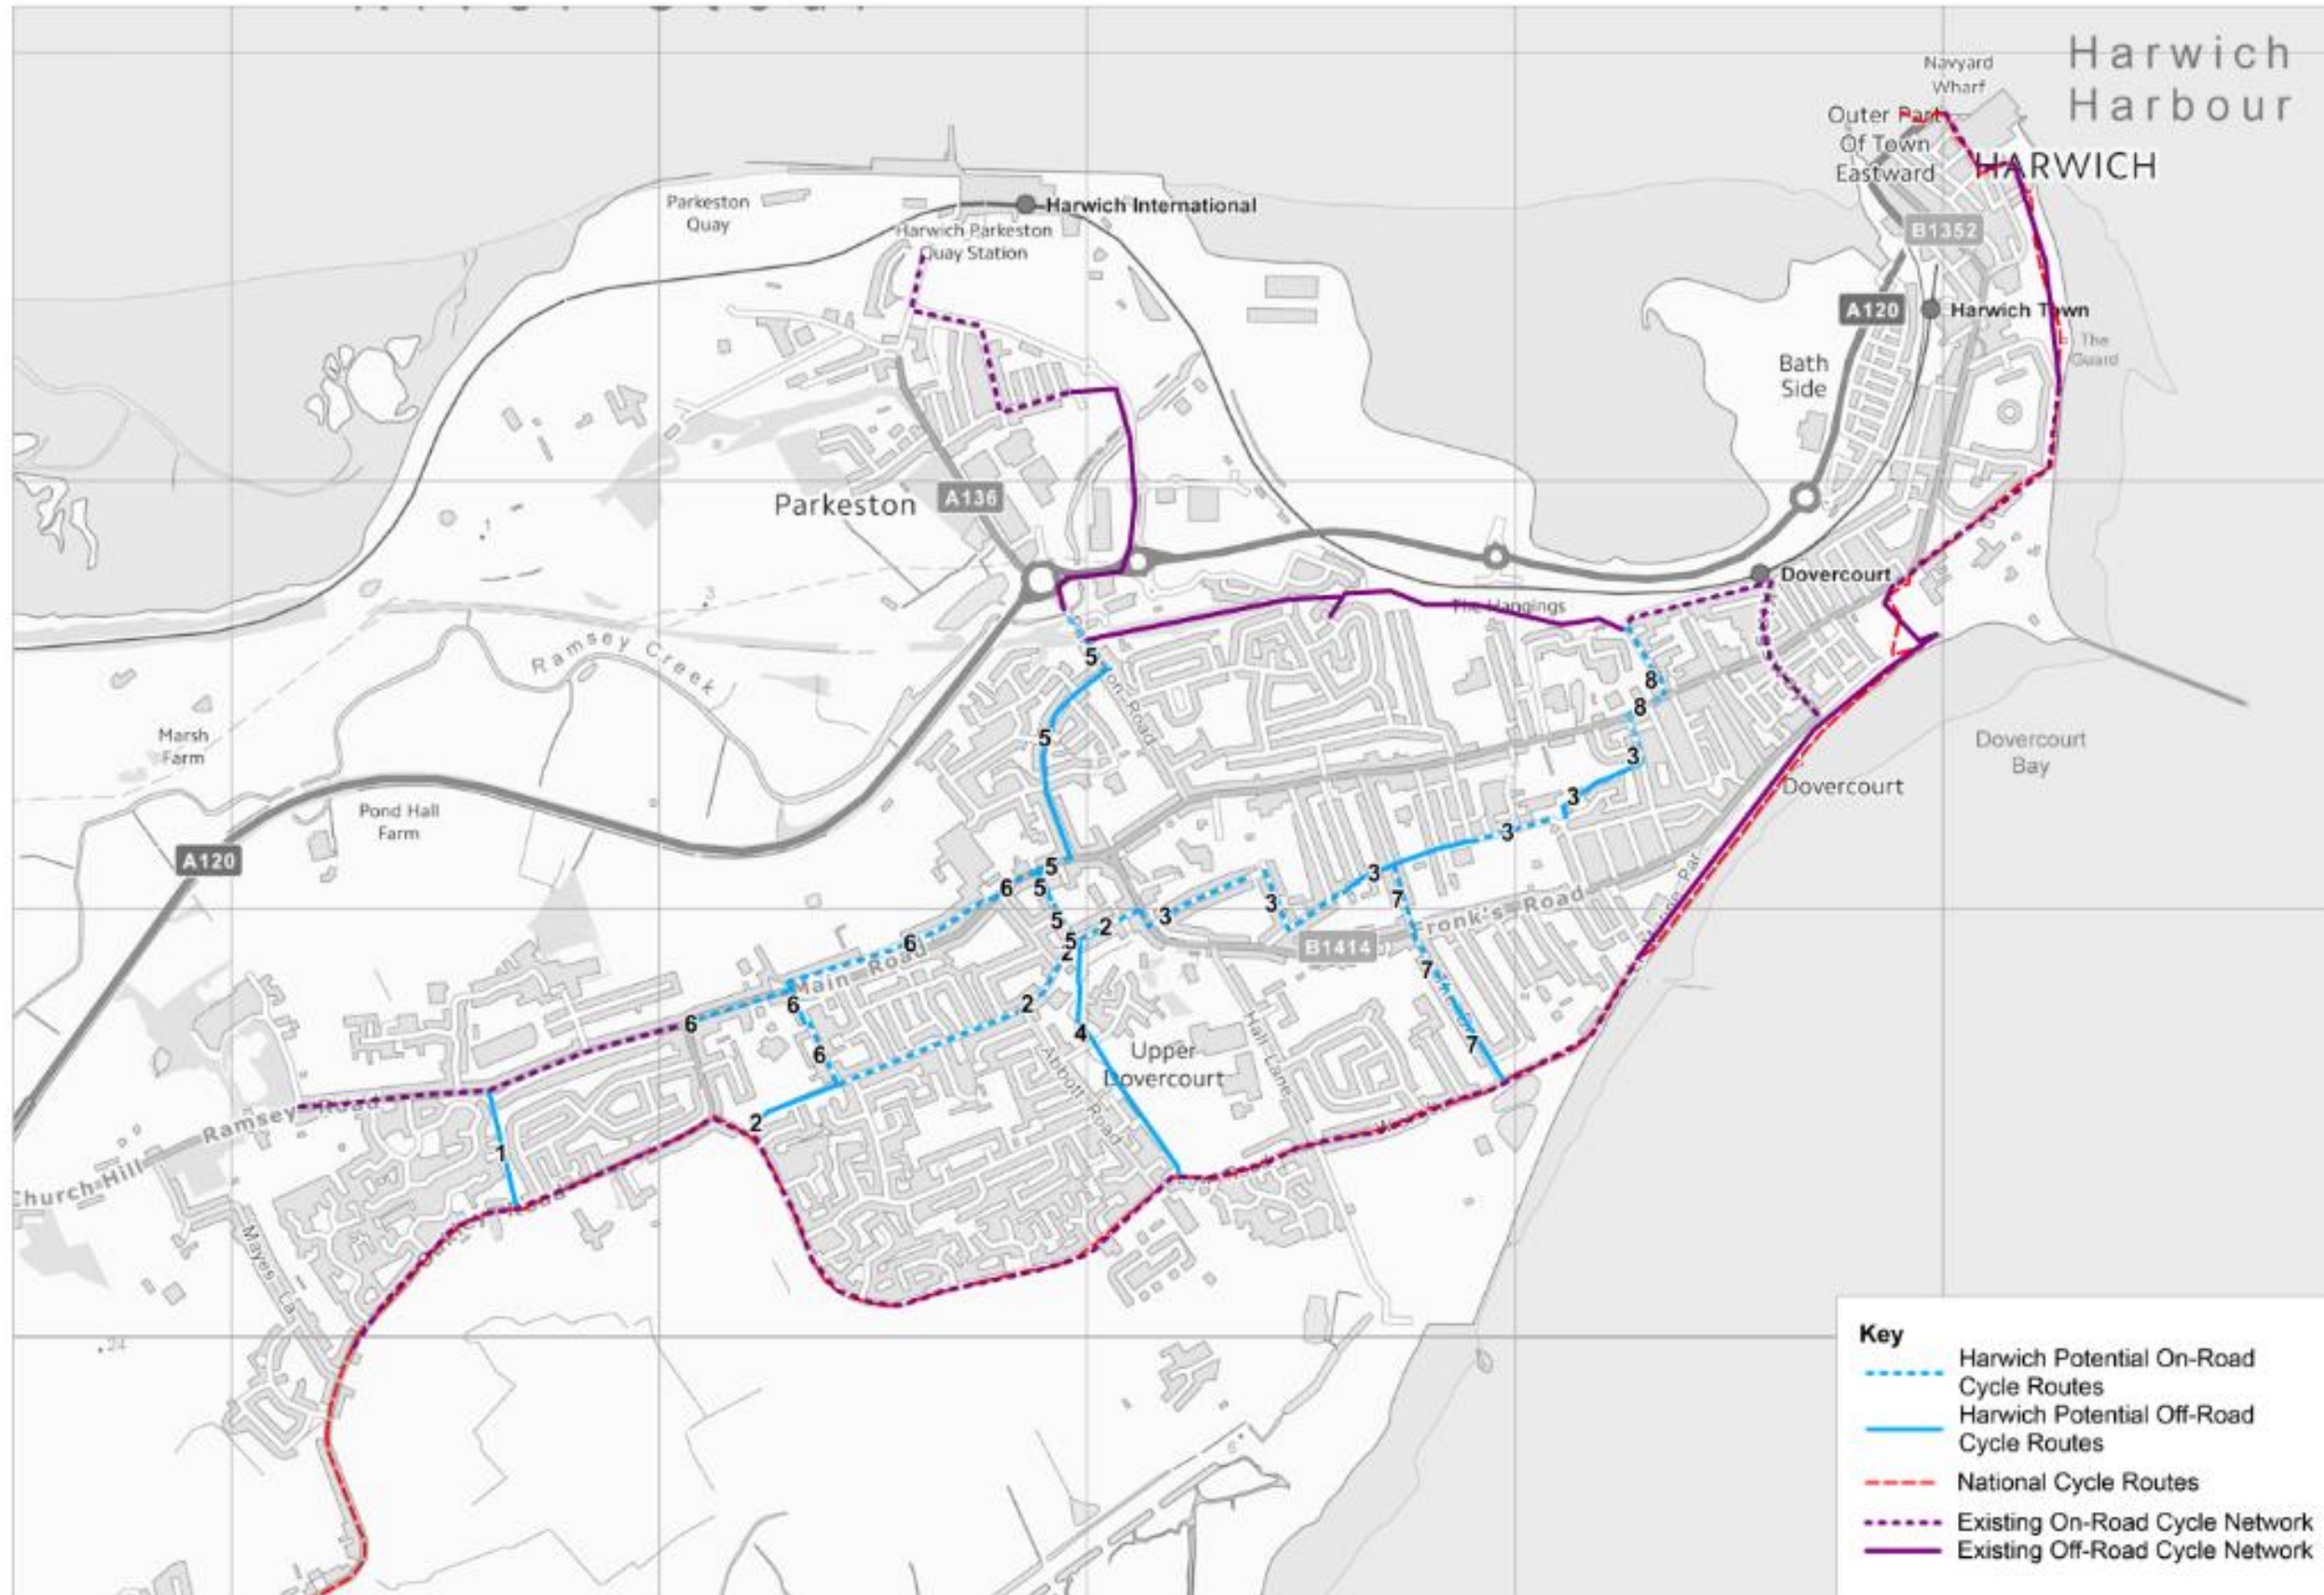 Harwich
Harbour
Navyard
Wharf
Outer Part
Of Town
Eastward
HARWICH
B1352
Parkeston
Quay
Harwich International
Harwich Parkeston
Quay Station
A120
Harwich Town
The
Guard
Bath
Side
Parkeston
A136
Dovercourt
The Hangings
Ramsey Creek
5
8
8
Marsh
Farm
5
3
Dovercourt
Bay
Dovercourt
Pond Hall
Farm
3
3
A120
5
6
5
3
3
7
5
2
3
Fronk's Road
5
2
B1414
6
7
Main Road
6
2
6
4
7
Hall Lane
Upper
Dovercourt
6
Abbott Road
Ramsey Road
2
1
Church Hill
Mayes La
24
6
Key
Harwich Potential On-Road
Cycle Routes
Harwich Potential Off-Road
Cycle Routes
National Cycle Routes
Existing On-Road Cycle Network
Existing Off-Road Cycle Network